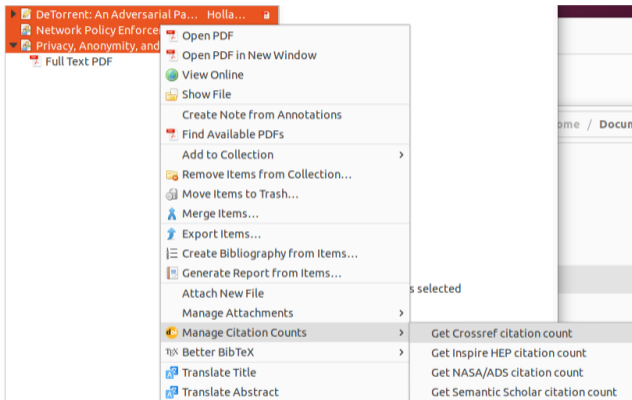 DeTorrent: An Adversarial Pa... Holla...
Network Policy Enforce
Privacy, Anonymity, and
Full Text PDF
Open PDF
Open PDF in New Window
View Online
Show File
Create Note from Annotations
Find Available PDFs
Add to Collection
Remove Items from Collection...
Move Items to Trash...
Merge Items...
Export Items...
Create Bibliography from Items...
Generate Report from Items...
Attach New File
Manage Attachments
Manage Citation Counts
Better BibTeX
Translate Title
Translate Abstract
s selected
ome / Docum
Get Crossref citation count
Get Inspire HEP citation count
Get NASA/ADS citation count
Get Semantic Scholar citation count